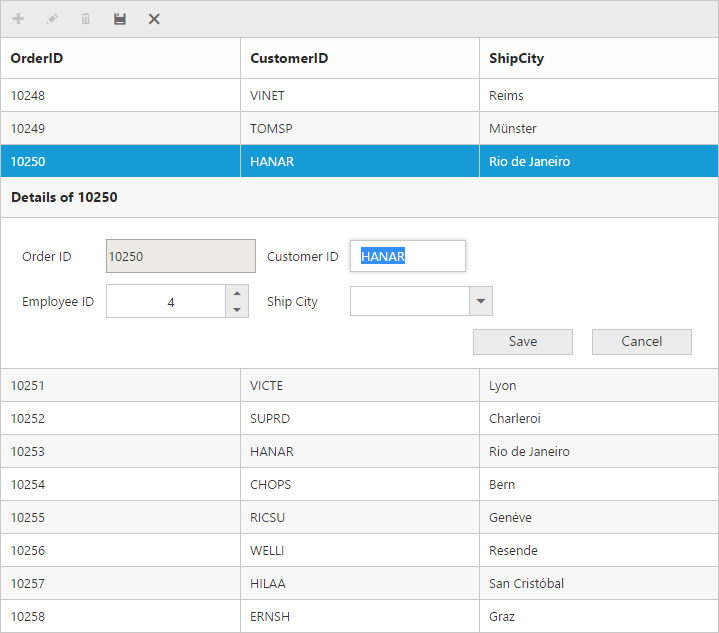 OrderID CustomerID ShipCity
10248 VINET Reims
10249 TOMSP Münster
10250 HANAR Rio de Janeiro
Details of 10250
Order ID 10250 Customer ID HANAR
Employee ID 4 Ship City
Save Cancel
10251 VICTE Lyon
10252 SUPRD Charleroi
10253 HANAR Rio de Janeiro
10254 CHOPS Bern
10255 RICSU Genève
10256 WELLI Resende
10257 HILAA San Cristóbal
10258 ERNSH Graz